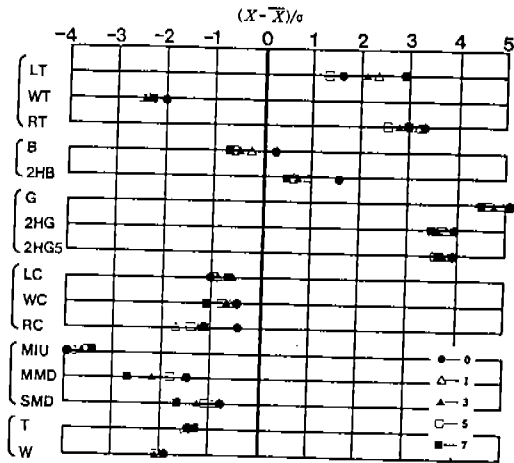 (X - X̄)/σ
-4 -3 -2 -1 0 1 2 3 4 5
LT
WT
RT
B
2HB
G
2HG
2HG5
LC
WC
RC
MIU
MMD
SMD
T
W
●—0
△—1
▲—3
□—5
■—7